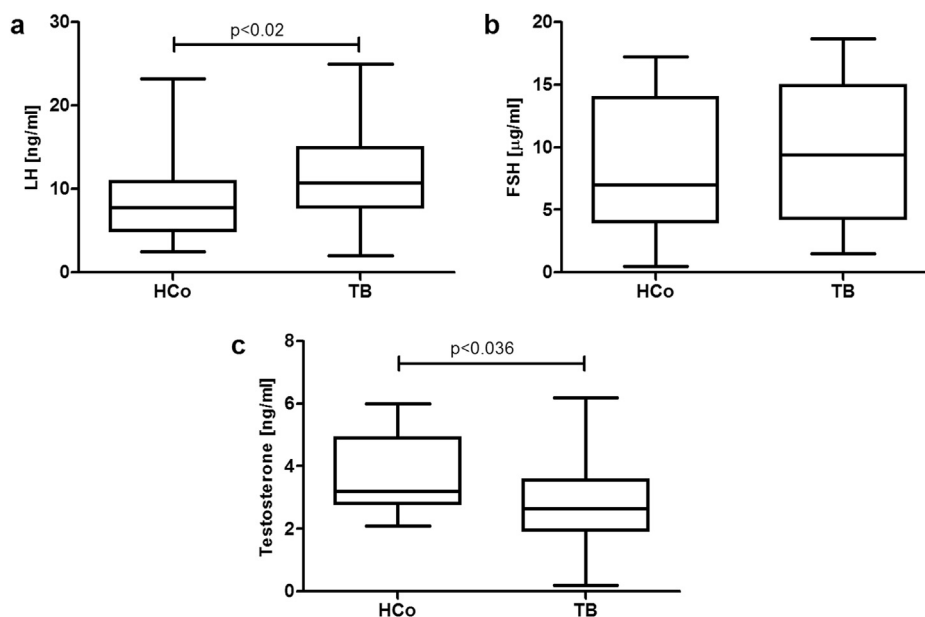 a
LH [ng/ml]
30
20
10
0
p<0.02
HCo TB
b
FSH [µg/ml]
20
15
10
5
0
HCo TB
c
Testosterone [ng/ml]
8
6
4
2
0
p<0.036
HCo TB